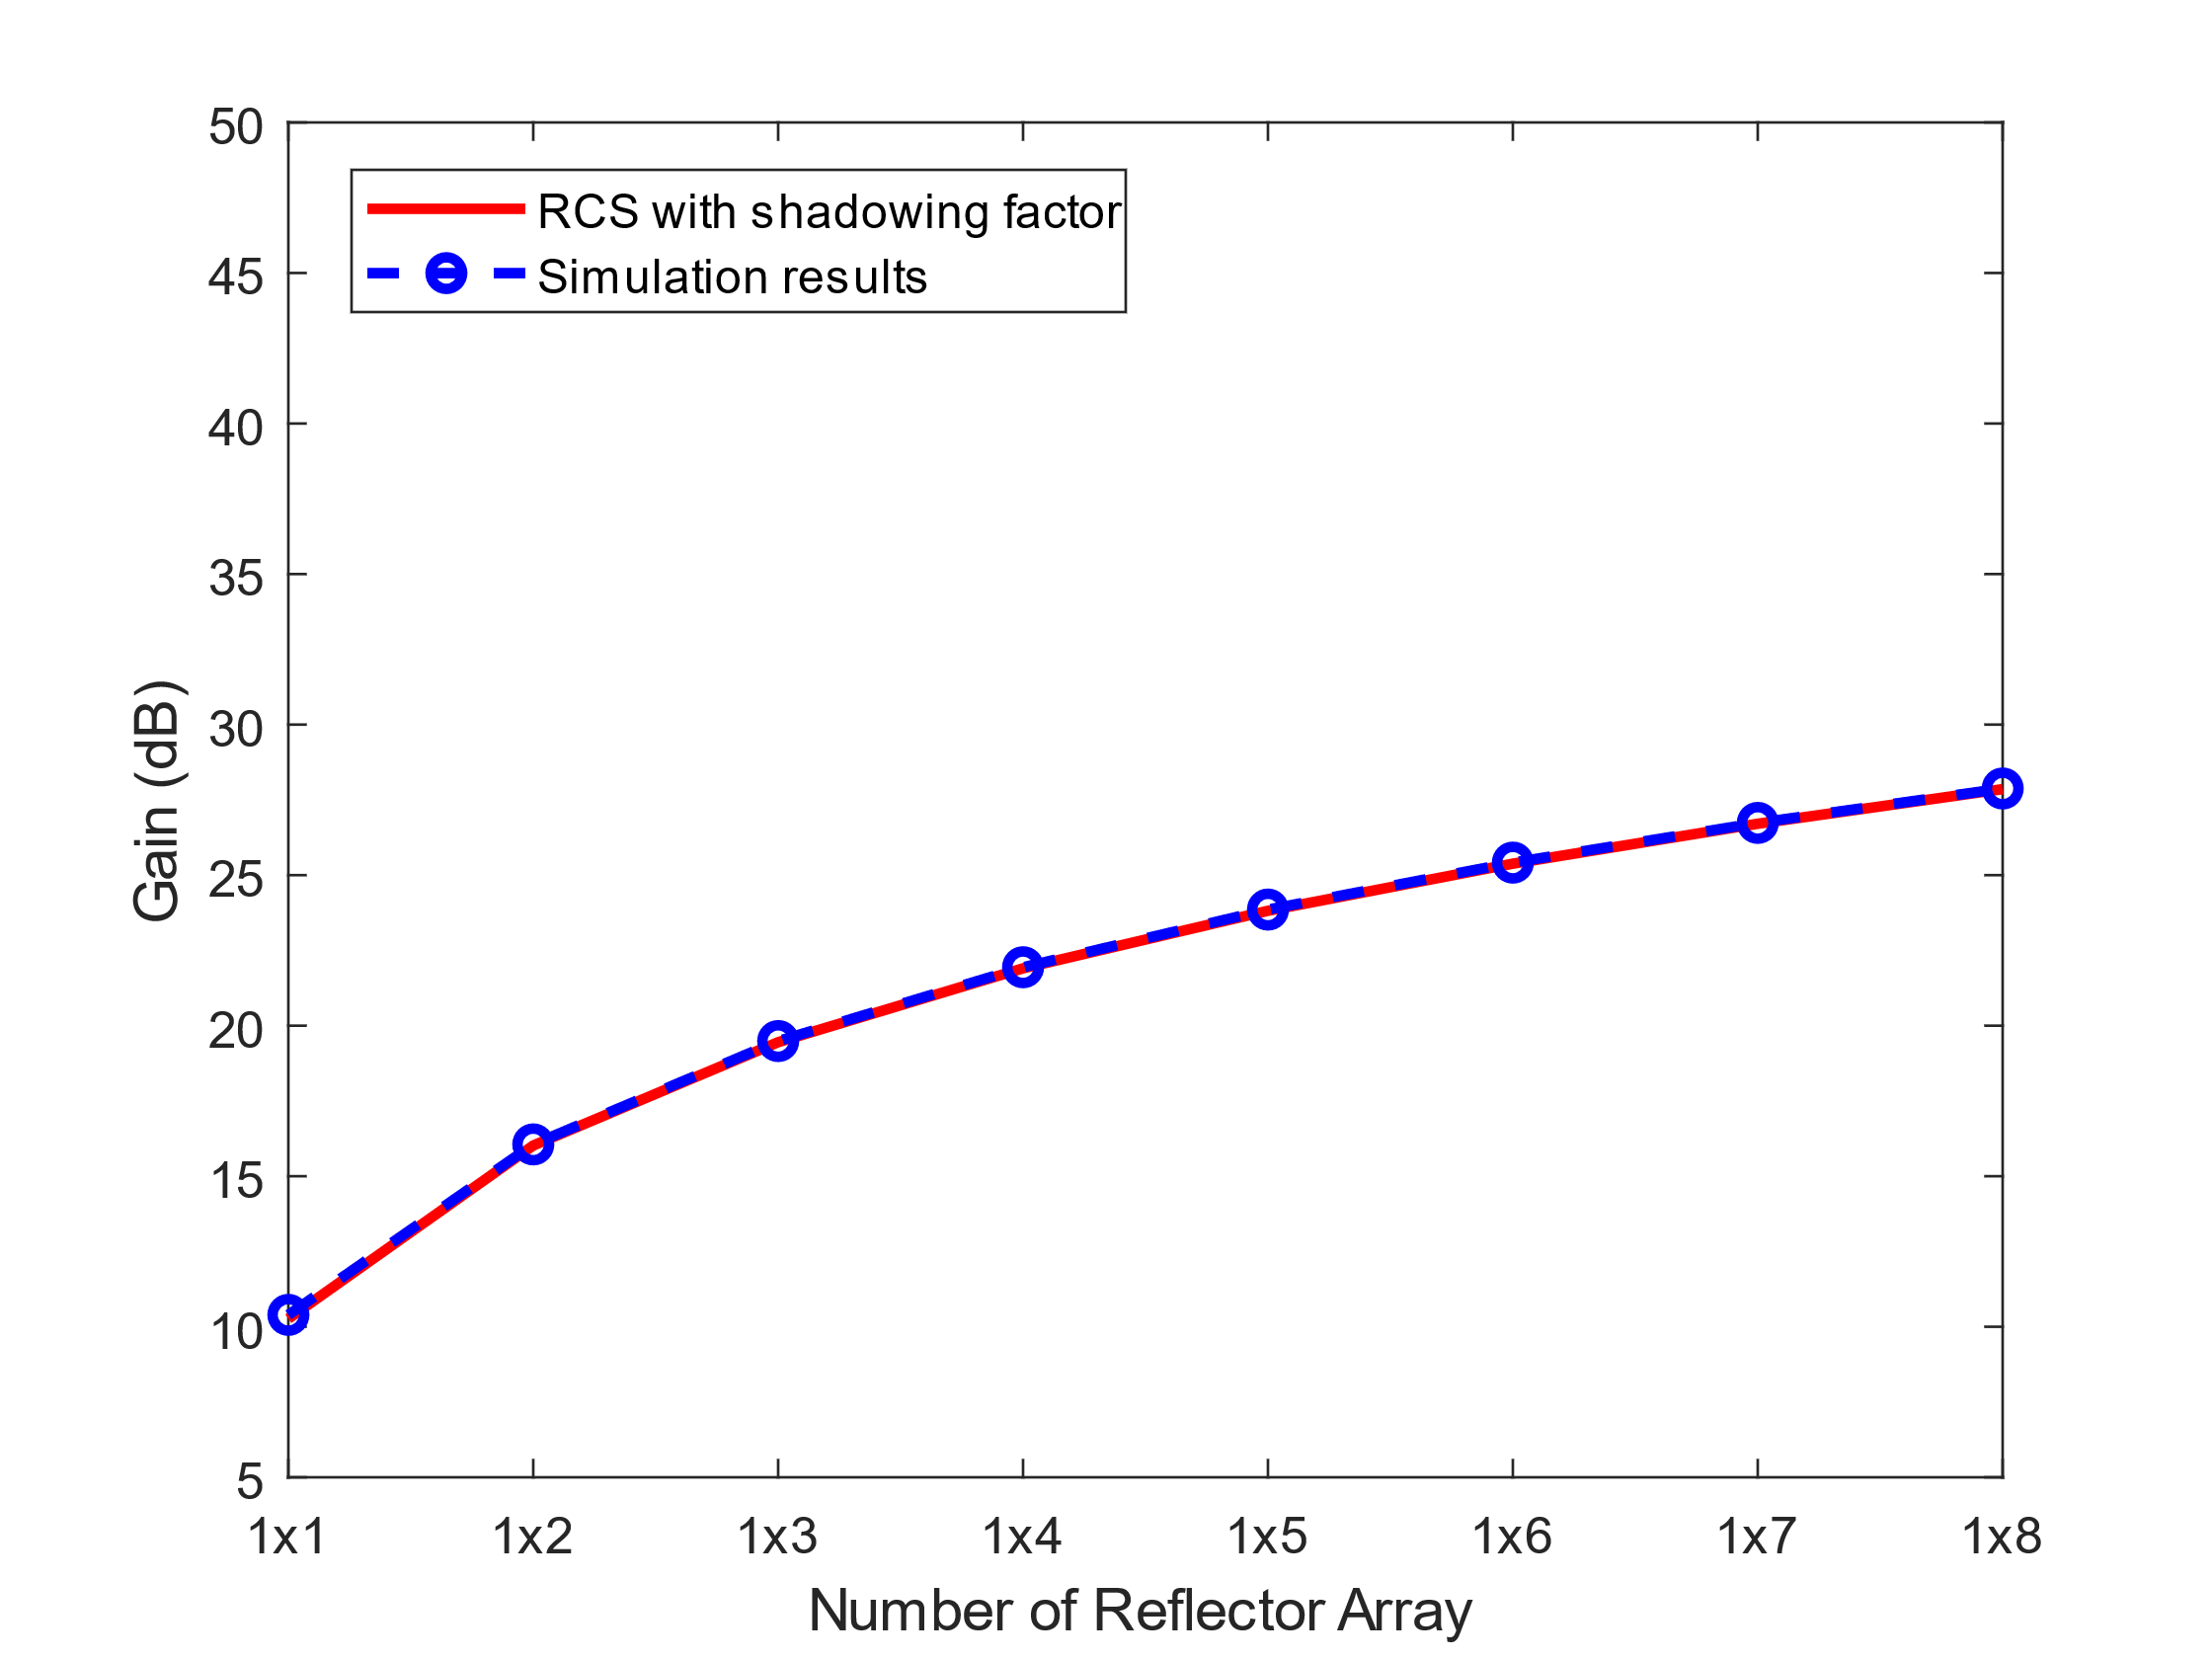 50
RCS with shadowing factor
Simulation results
45
40
35
30
25
20
15
10
5
Gain (dB)
1x1 1x2 1x3 1x4 1x5 1x6 1x7 1x8
Number of Reflector Array